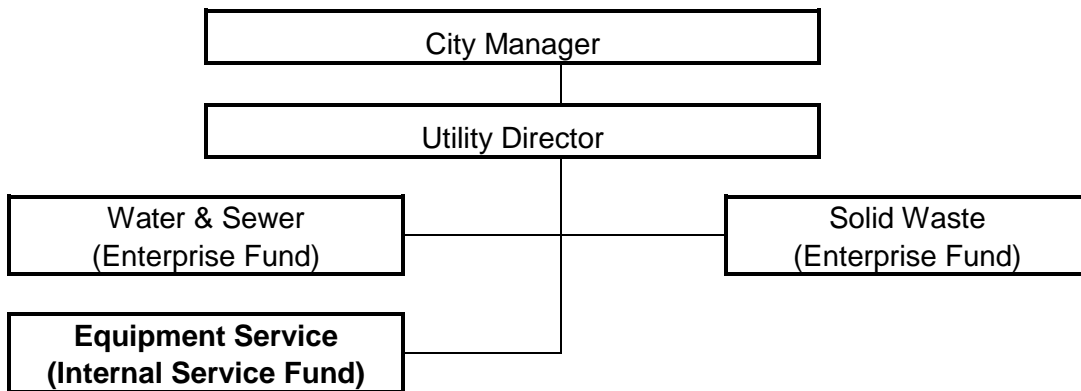 City Manager
Utility Director
Water & Sewer
(Enterprise Fund)
Solid Waste
(Enterprise Fund)
Equipment Service
(Internal Service Fund)